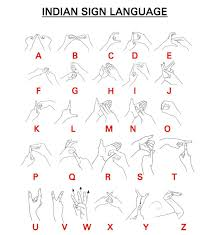 INDIAN SIGN LANGUAGE
A B C D E
F G H I J
K L M N O
P Q R S T
U V W X Y Z